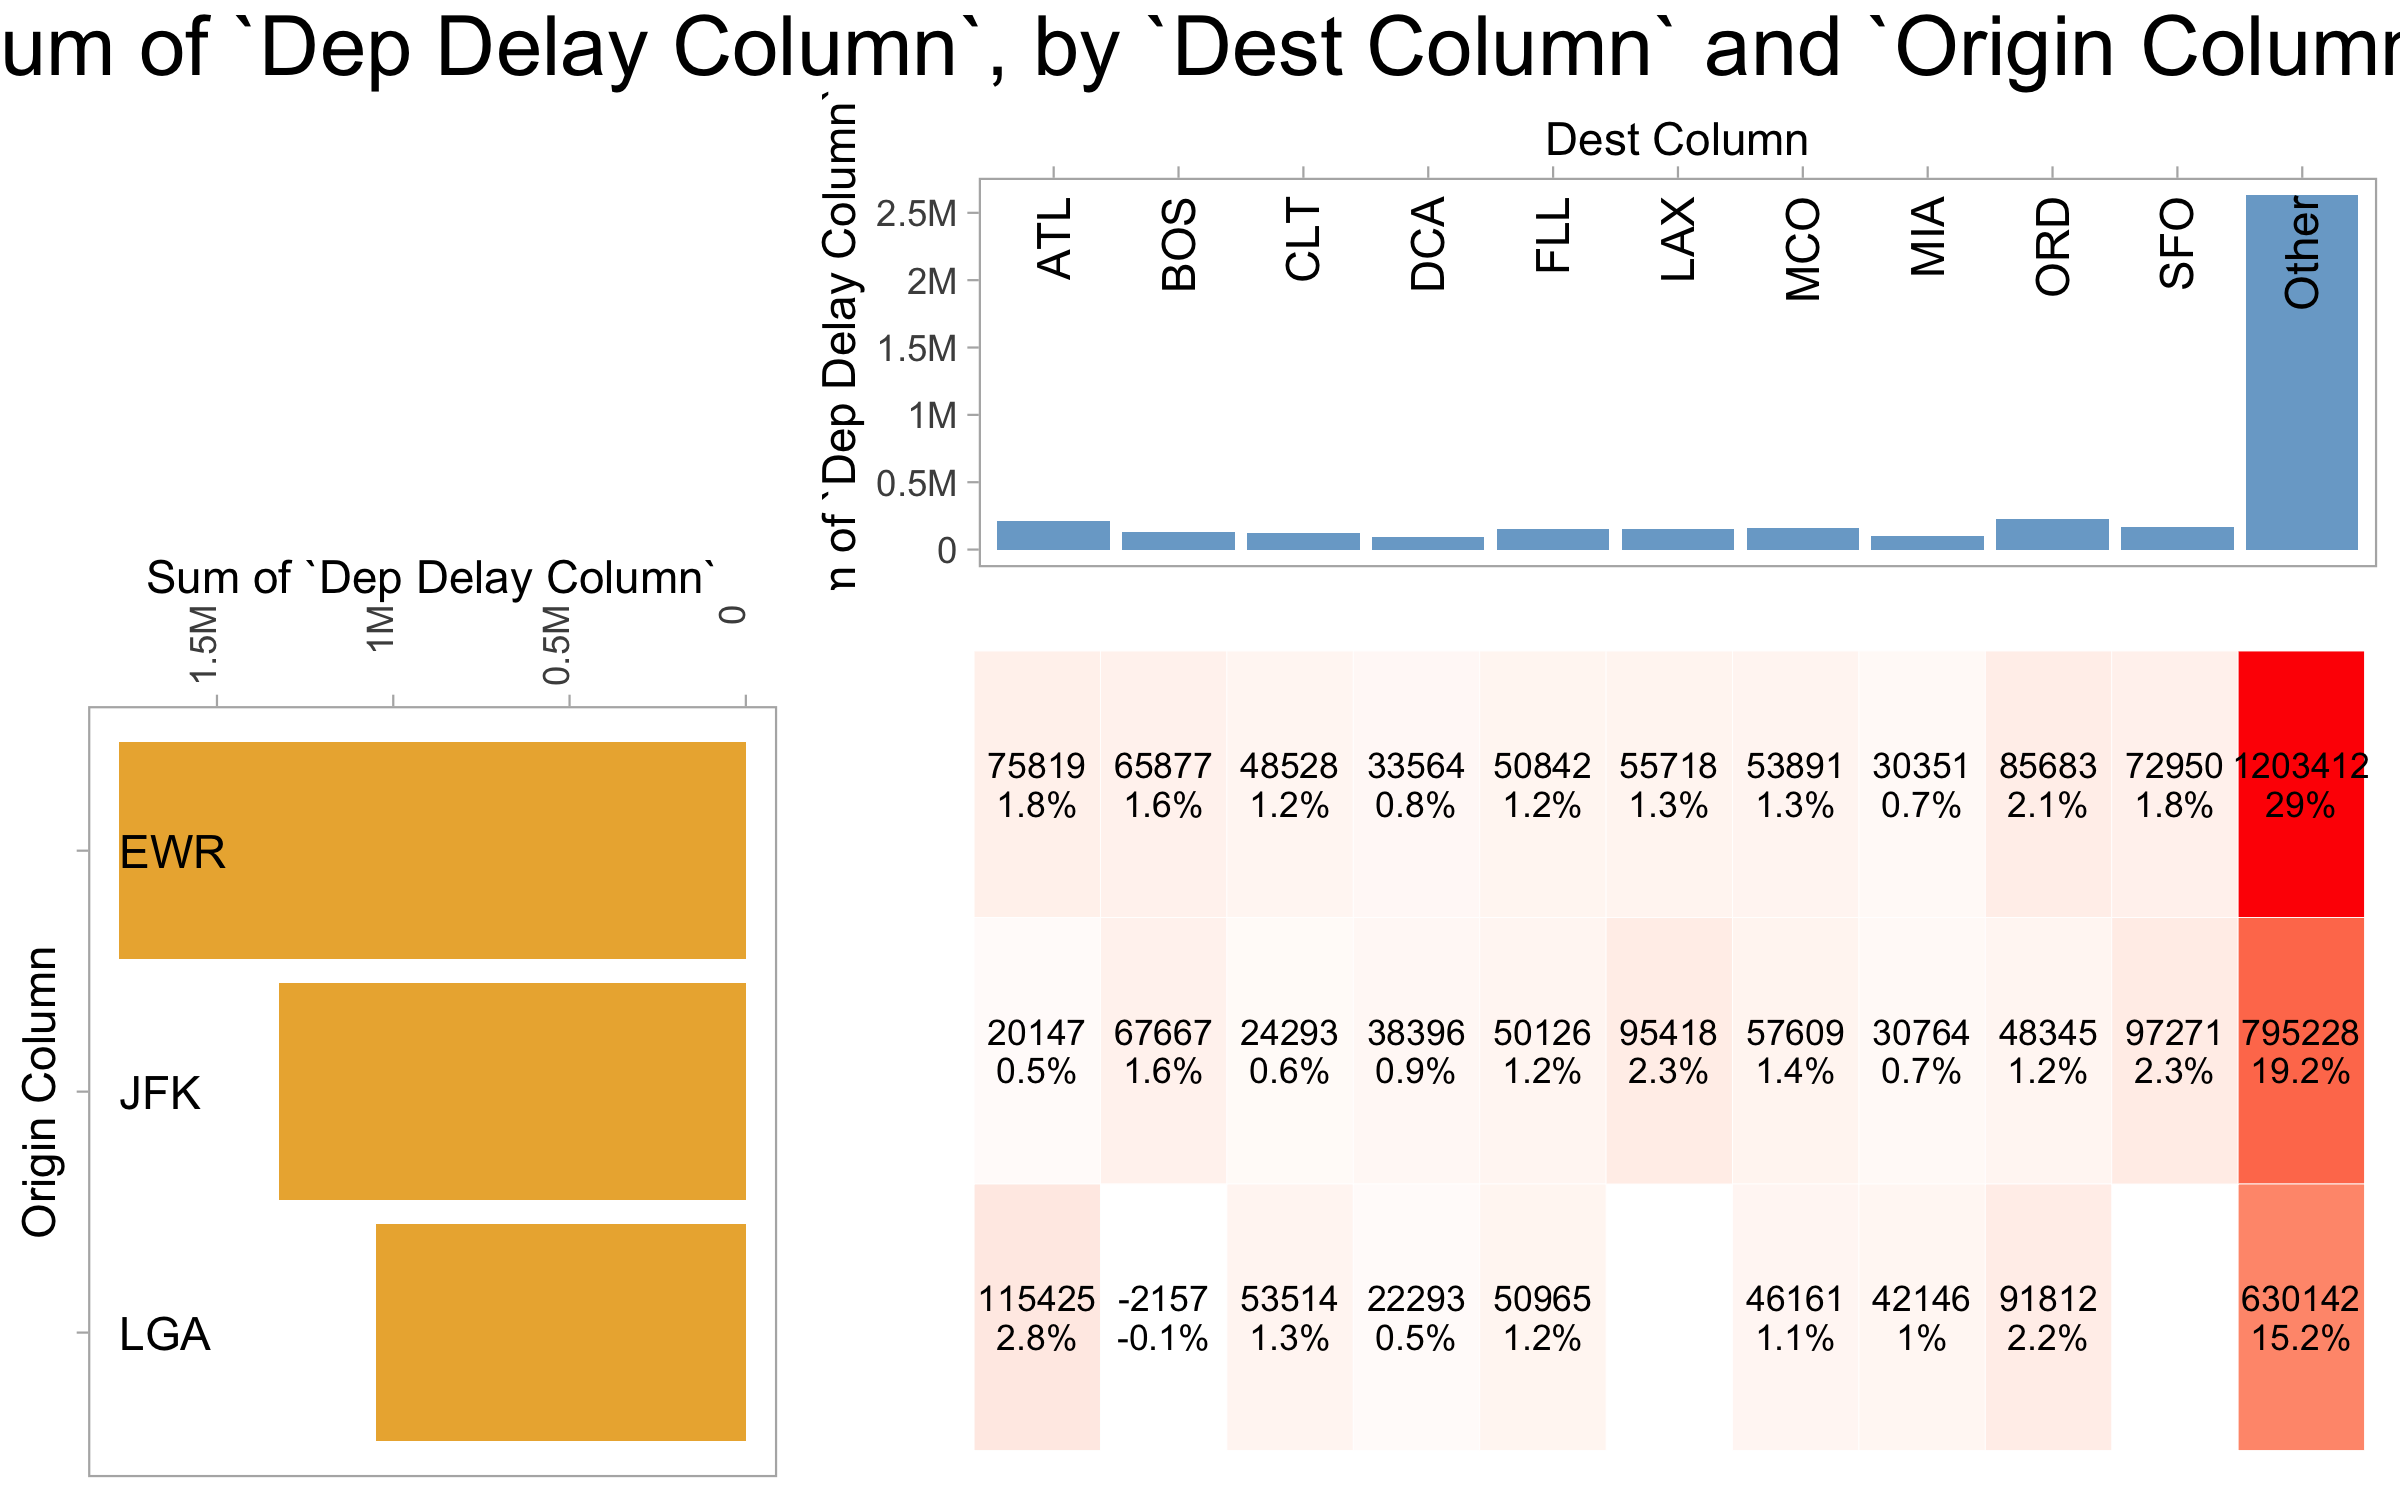 um of `Dep Delay Column`, by `Dest Column` and `Origin Colum
Dest Column
n of `Dep Delay Column`
2.5M
2M
1.5M
1M
0.5M
0
ATL
BOS
CLT
DCA
FLL
LAX
MCO
MIA
ORD
SFO
Other
Sum of `Dep Delay Column`
1.5M
1M
0.5M
0
Origin Column
EWR
JFK
LGA
75819 65877 48528 33564 50842 55718 53891 30351 85683 72950 1203412
1.8% 1.6% 1.2% 0.8% 1.2% 1.3% 1.3% 0.7% 2.1% 1.8% 29%
20147 67667 24293 38396 50126 95418 57609 30764 48345 97271 795228
0.5% 1.6% 0.6% 0.9% 1.2% 2.3% 1.4% 0.7% 1.2% 2.3% 19.2%
115425 -2157 53514 22293 50965 46161 42146 91812 630142
2.8% -0.1% 1.3% 0.5% 1.2% 1.1% 1% 2.2% 15.2%